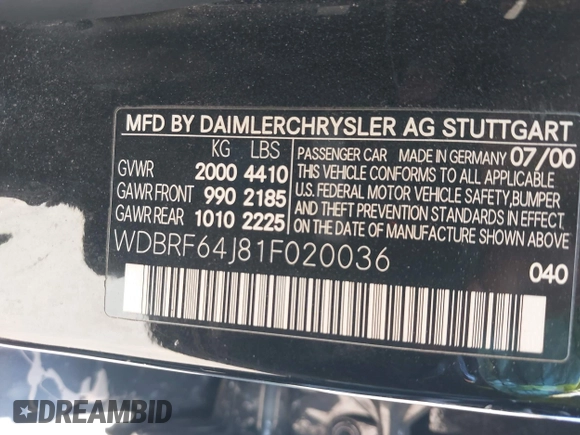 MFD BY DAIMLERCHRYSLER AG STUTTGART
KG LBS
GVWR 2000 4410
GAWR FRONT 990 2185
GAWR REAR 1010 2225
PASSENGER CAR MADE IN GERMANY 07/00
THIS VEHICLE CONFORMS TO ALL APPLICABLE
U.S. FEDERAL MOTOR VEHICLE SAFETY,BUMPER
AND THEFT PREVENTION STANDARDS IN EFFECT
ON THE DATE OF MANUFACTURE SHOWN ABOVE.
WDBRF64J81F020036
040
DREAMBID